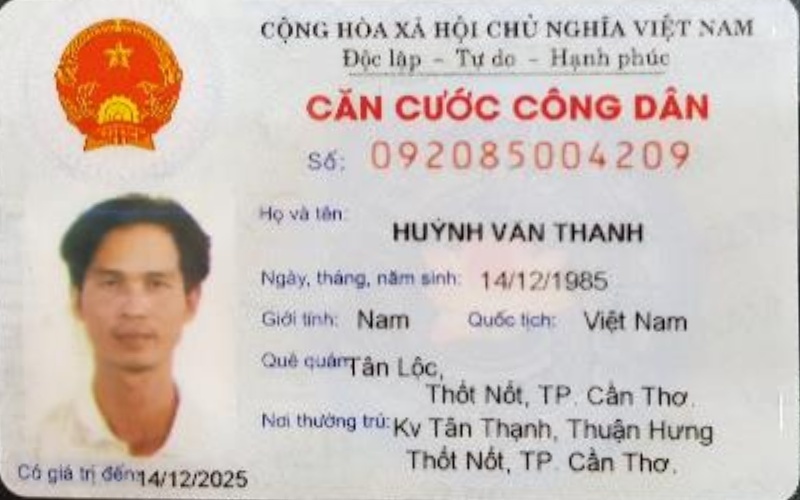 CỘNG HÒA XÃ HỘI CHỦ NGHĨA VIỆT NAM
Độc lập - Tự do - Hạnh phúc
CĂN CƯỚC CÔNG DÂN
Số: 092085004209
Họ và tên:
HUỲNH VĂN THANH
Ngày, tháng, năm sinh: 14/12/1985
Giới tính: Nam Quốc tịch: Việt Nam
Quê quán: Tân Lộc,
Thốt Nốt, TP. Cần Thơ.
Nơi thường trú: Kv Tân Thạnh, Thuận Hưng
Thốt Nốt, TP. Cần Thơ.
Có giá trị đến: 14/12/2025